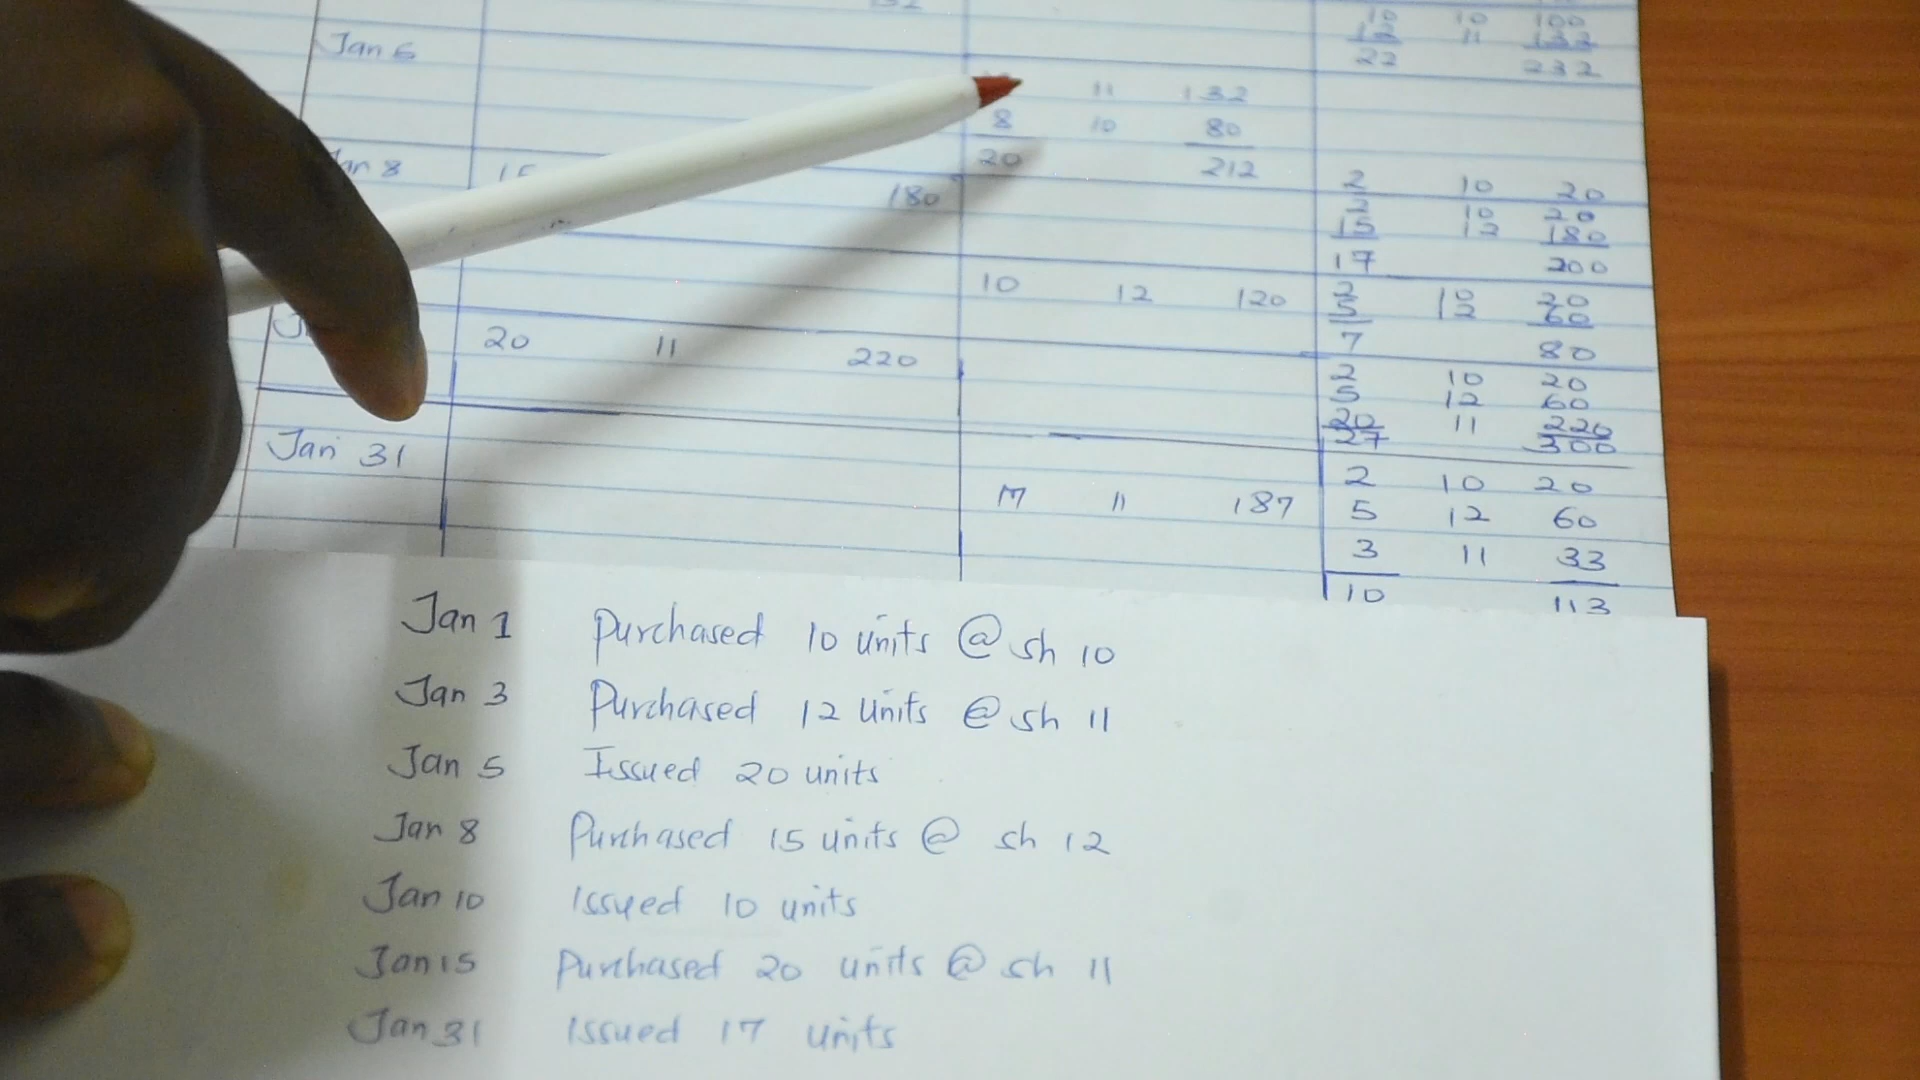 132
10 10 100
12 11 132
22 232
Jan 6
11 132
8 10 80
20 212
Jan 8 15 180
2 10 20
2 10 20
15 12 180
17 200
10 12 120
2 10 20
5 12 60
7 80
20 11 220
2 10 20
5 12 60
20 11 220
27 300
Jan 31
17 11 187
2 10 20
5 12 60
3 11 33
10 113
Jan 1 Purchased 10 units @ sh 10
Jan 3 Purchased 12 units @ sh 11
Jan 5 Issued 20 units
Jan 8 Purchased 15 units @ sh 12
Jan 10 Issued 10 units
Jan 15 Purchased 20 units @ sh 11
Jan 31 Issued 17 units